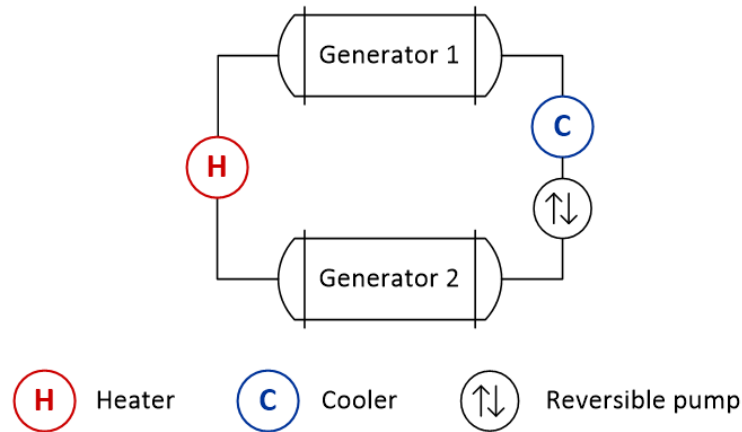 Generator 1
C
H
↑↓
Generator 2
H Heater C Cooler ↑↓ Reversible pump